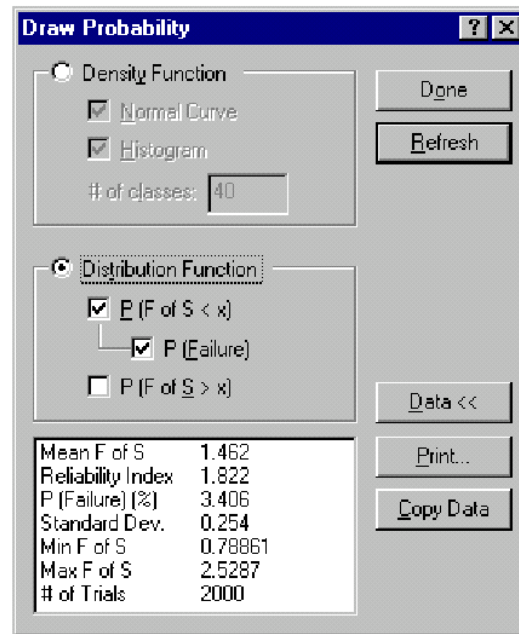 Draw Probability
Density Function
Normal Curve
Histogram
# of classes: 40
Done
Refresh
Distribution Function
P (F of S < x)
P (Failure)
P (F of S > x)
Data <<
Print...
Copy Data
Mean F of S 1.462
Reliability Index 1.822
P (Failure) (%) 3.406
Standard Dev. 0.254
Min F of S 0.78861
Max F of S 2.5287
# of Trials 2000